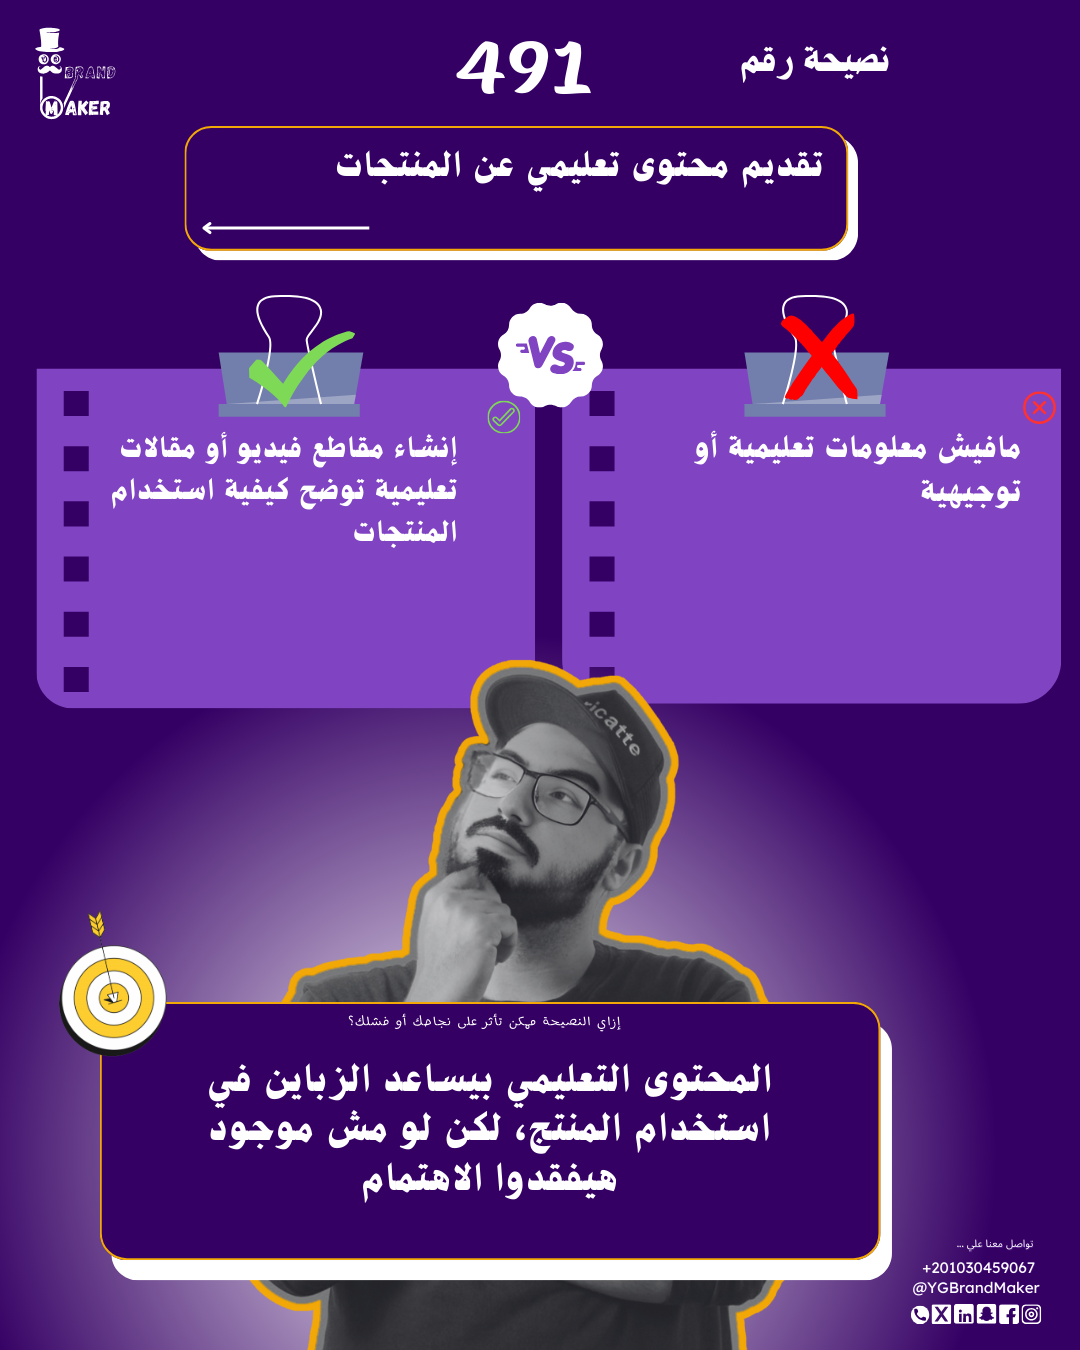 BRAND
MAKER
نصيحة رقم
491
تقديم محتوى تعليمي عن المنتجات
VS
مافيش معلومات تعليمية أو
توجيهية
إنشاء مقاطع فيديو أو مقالات
تعليمية توضح كيفية استخدام
المنتجات
icatte
إزاي النصيحة ممكن تأثر على نجاحك أو فشلك؟
المحتوى التعليمي بيساعد الزباين في
استخدام المنتج، لكن لو مش موجود
هيفقدوا الاهتمام
تواصل معنا علي ...
+201030459067
@YGBrandMaker